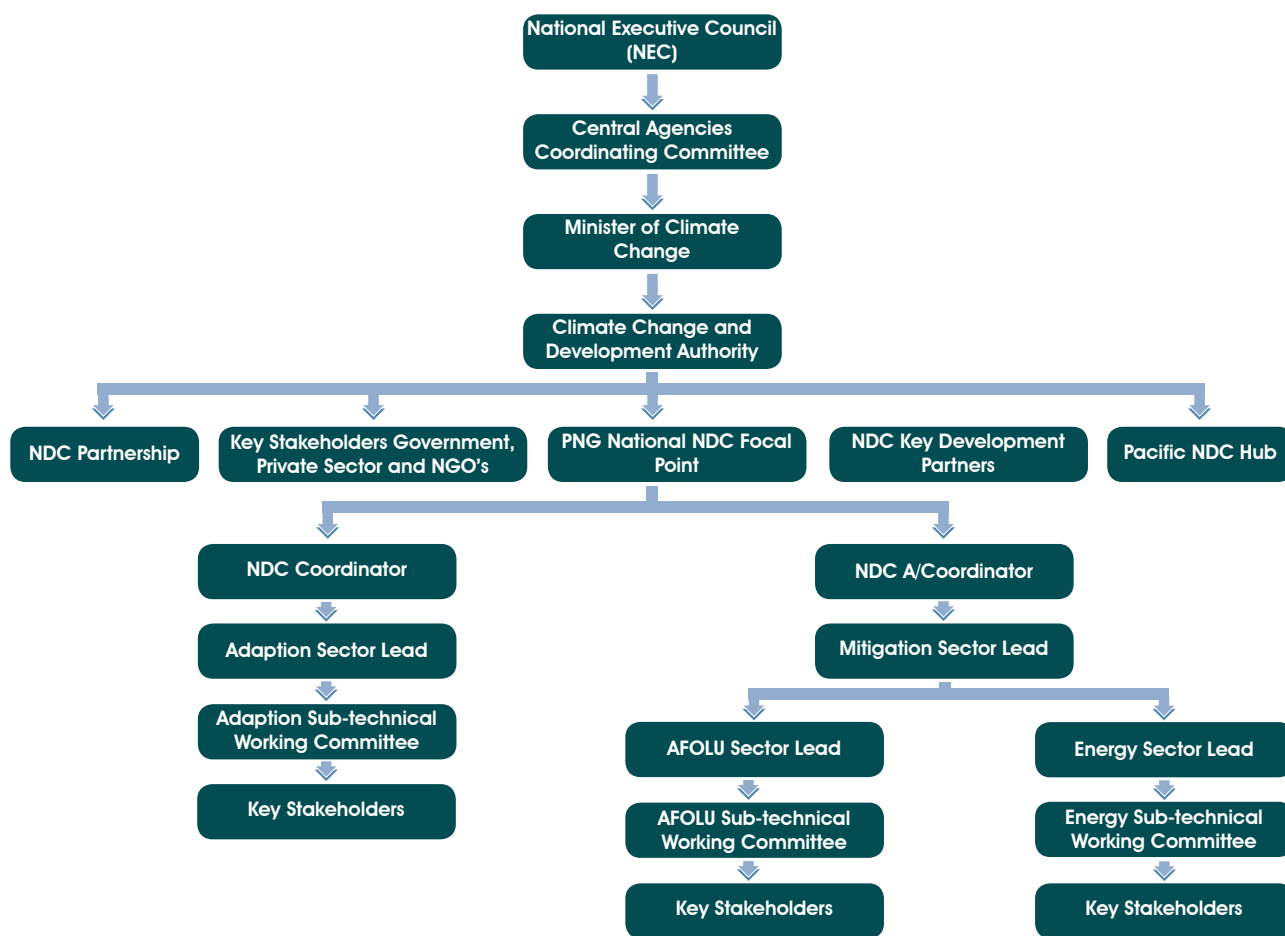 National Executive Council
(NEC)
Central Agencies
Coordinating Committee
Minister of Climate
Change
Climate Change and
Development Authority
NDC Partnership
Key Stakeholders Government,
Private Sector and NGO's
PNG National NDC Focal
Point
NDC Key Development
Partners
Pacific NDC Hub
NDC Coordinator
NDC A/Coordinator
Adaption Sector Lead
Mitigation Sector Lead
Adaption Sub-technical
Working Committee
AFOLU Sector Lead
Energy Sector Lead
Key Stakeholders
AFOLU Sub-technical
Working Committee
Energy Sub-technical
Working Committee
Key Stakeholders
Key Stakeholders